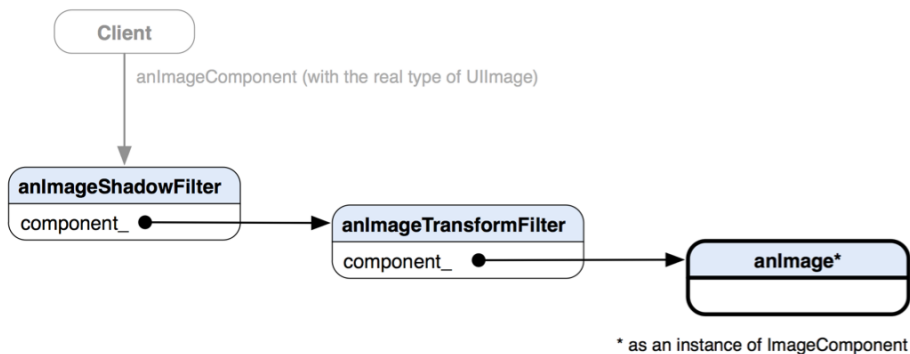 Client
anImageComponent (with the real type of UIImage)
anImageShadowFilter
component_
anImageTransformFilter
component_
anImage*
* as an instance of ImageComponent